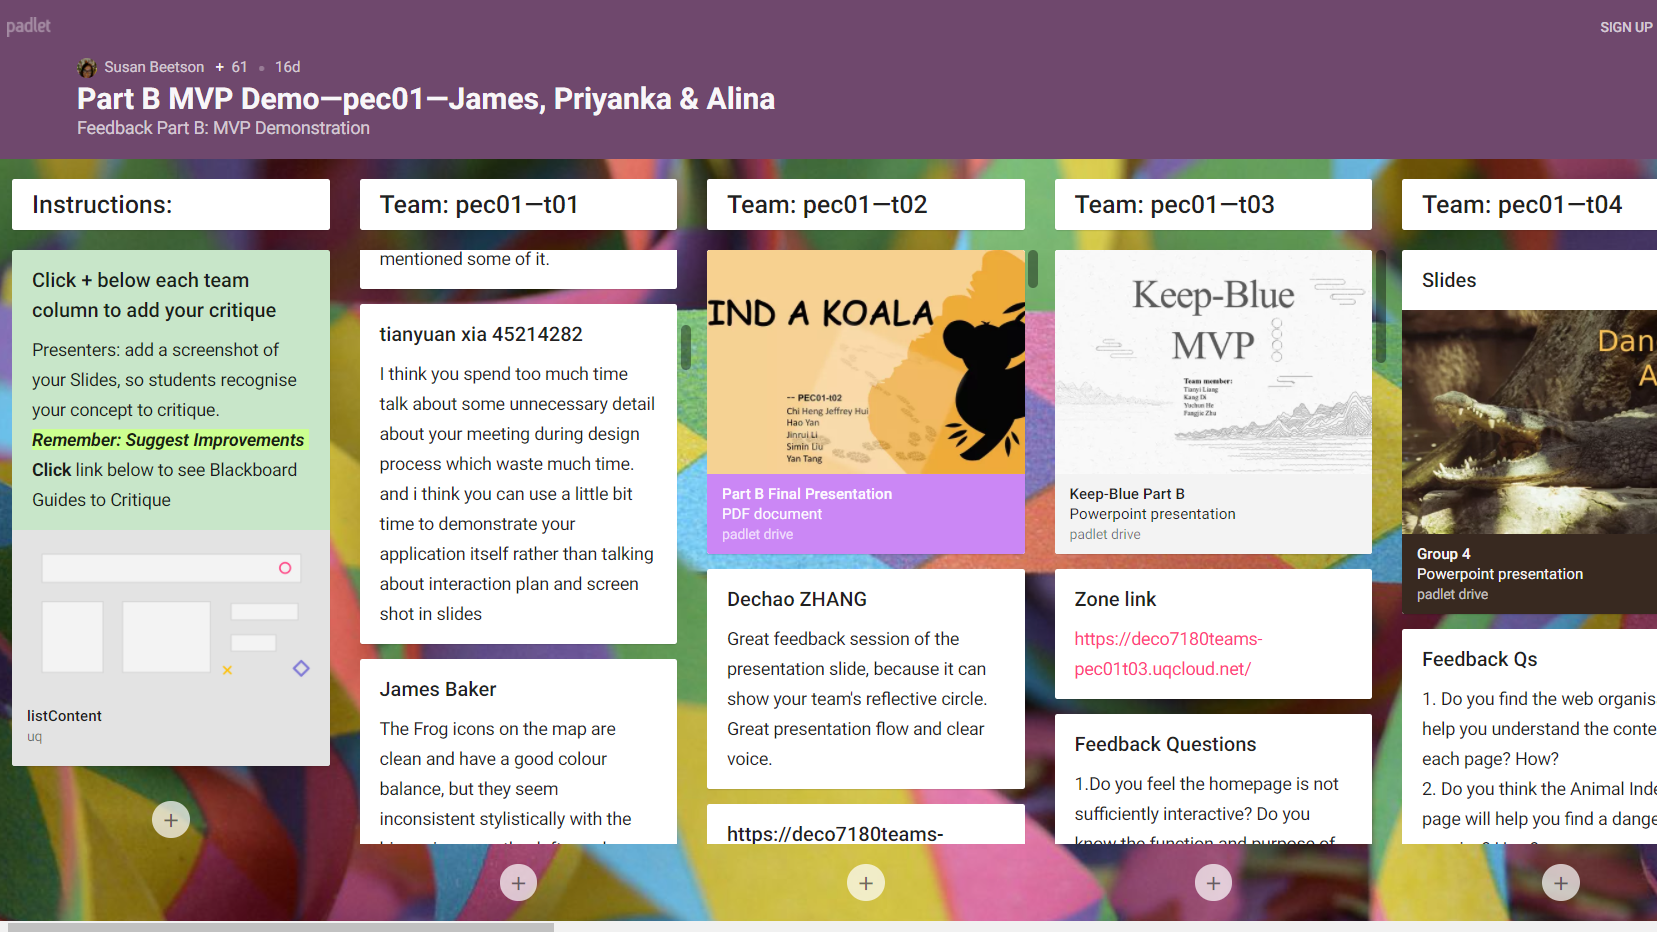 padlet
SIGN UP
Susan Beetson + 61 • 16d
Part B MVP Demo—pec01—James, Priyanka & Alina
Feedback Part B: MVP Demonstration
Instructions:
Click + below each team
column to add your critique
Presenters: add a screenshot of
your Slides, so students recognise
your concept to critique.
Remember: Suggest Improvements
Click link below to see Blackboard
Guides to Critique
listContent
uq
Team: pec01—t01
mentioned some of it.
tianyuan xia 45214282
I think you spend too much time
talk about some unnecessary detail
about your meeting during design
process which waste much time.
and i think you can use a little bit
time to demonstrate your
application itself rather than talking
about interaction plan and screen
shot in slides
James Baker
The Frog icons on the map are
clean and have a good colour
balance, but they seem
inconsistent stylistically with the
Team: pec01—t02
IND A KOALA
-- PEC01-t02
Chi Heng Jeffrey Hui
Hao Yan
Jinrui Li
Simin Liu
Yan Tang
Part B Final Presentation
PDF document
padlet drive
Dechao ZHANG
Great feedback session of the
presentation slide, because it can
show your team's reflective circle.
Great presentation flow and clear
voice.
https://deco7180teams-
Team: pec01—t03
Keep-Blue
MVP
Team member:
Tianyi Liang
Kang Di
Yuchun He
Fangjie Zhu
Keep-Blue Part B
Powerpoint presentation
padlet drive
Zone link
https://deco7180teams-
pec01t03.uqcloud.net/
Feedback Questions
1.Do you feel the homepage is not
sufficiently interactive? Do you
know the function and purpose of
Team: pec01—t04
Slides
Dan
A
Group 4
Powerpoint presentation
padlet drive
Feedback Qs
1. Do you find the web organis
help you understand the conte
each page? How?
2. Do you think the Animal Inde
page will help you find a dange